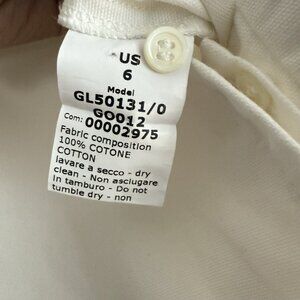 US
6
Model
GL50131/0
GO012
Com: 00002975
Fabric composition
100% COTONE
COTTON
lavare a secco - dry
clean - Non asciugare
in tamburo - Do not
tumble dry - non